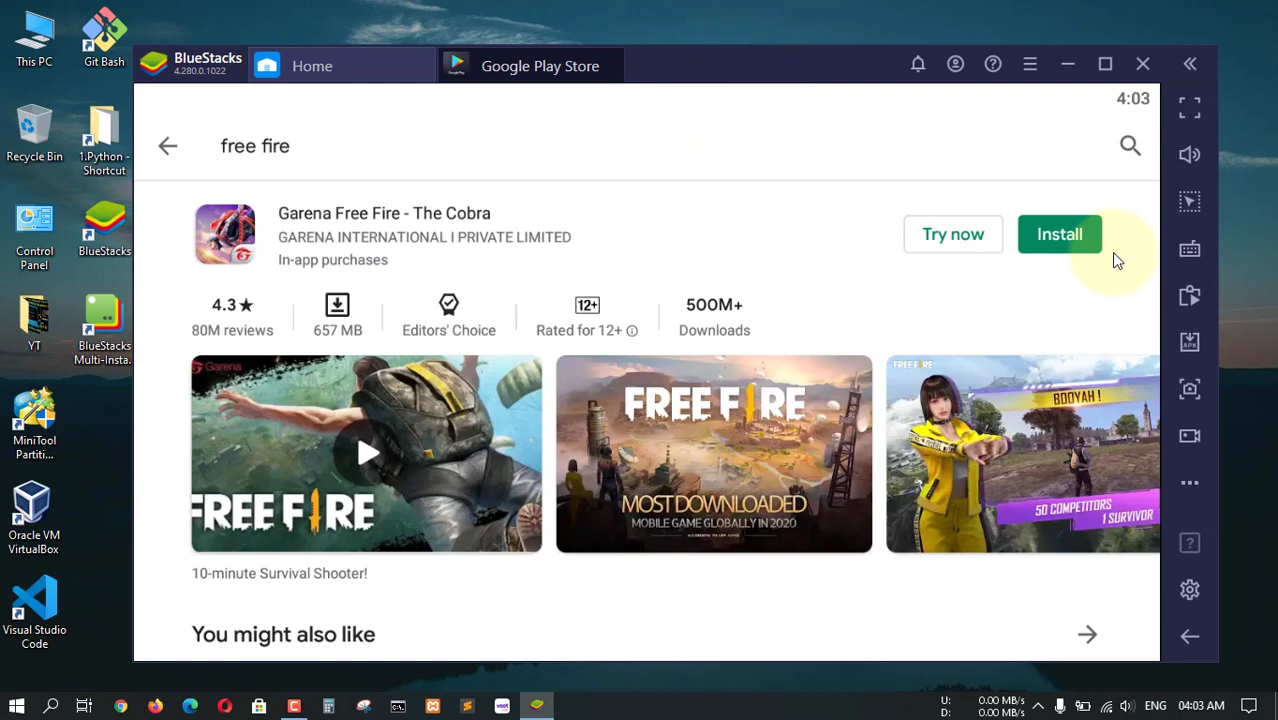 This PC
Git Bash
Recycle Bin
1.Python -
Shortcut
Control
Panel
BlueStacks
YT
BlueStacks
Multi-Insta...
MiniTool
Partiti...
Oracle VM
VirtualBox
Visual Studio
Code
BlueStacks
4.280.0.1022
Home
Google Play Store
4:03
free fire
Garena Free Fire - The Cobra
GARENA INTERNATIONAL I PRIVATE LIMITED
In-app purchases
Try now
Install
4.3★
80M reviews
657 MB
Editors' Choice
12+
Rated for 12+
500M+
Downloads
Garena
FREE FIRE
FREE FIRE
MOST DOWNLOADED
MOBILE GAME GLOBALLY IN 2020
FREE FIRE
BOOYAH !
50 COMPETITORS
1 SURVIVOR
10-minute Survival Shooter!
You might also like
APK
voot
U: 0.00 MB/s
D: 0.00 MB/s
ENG
04:03 AM